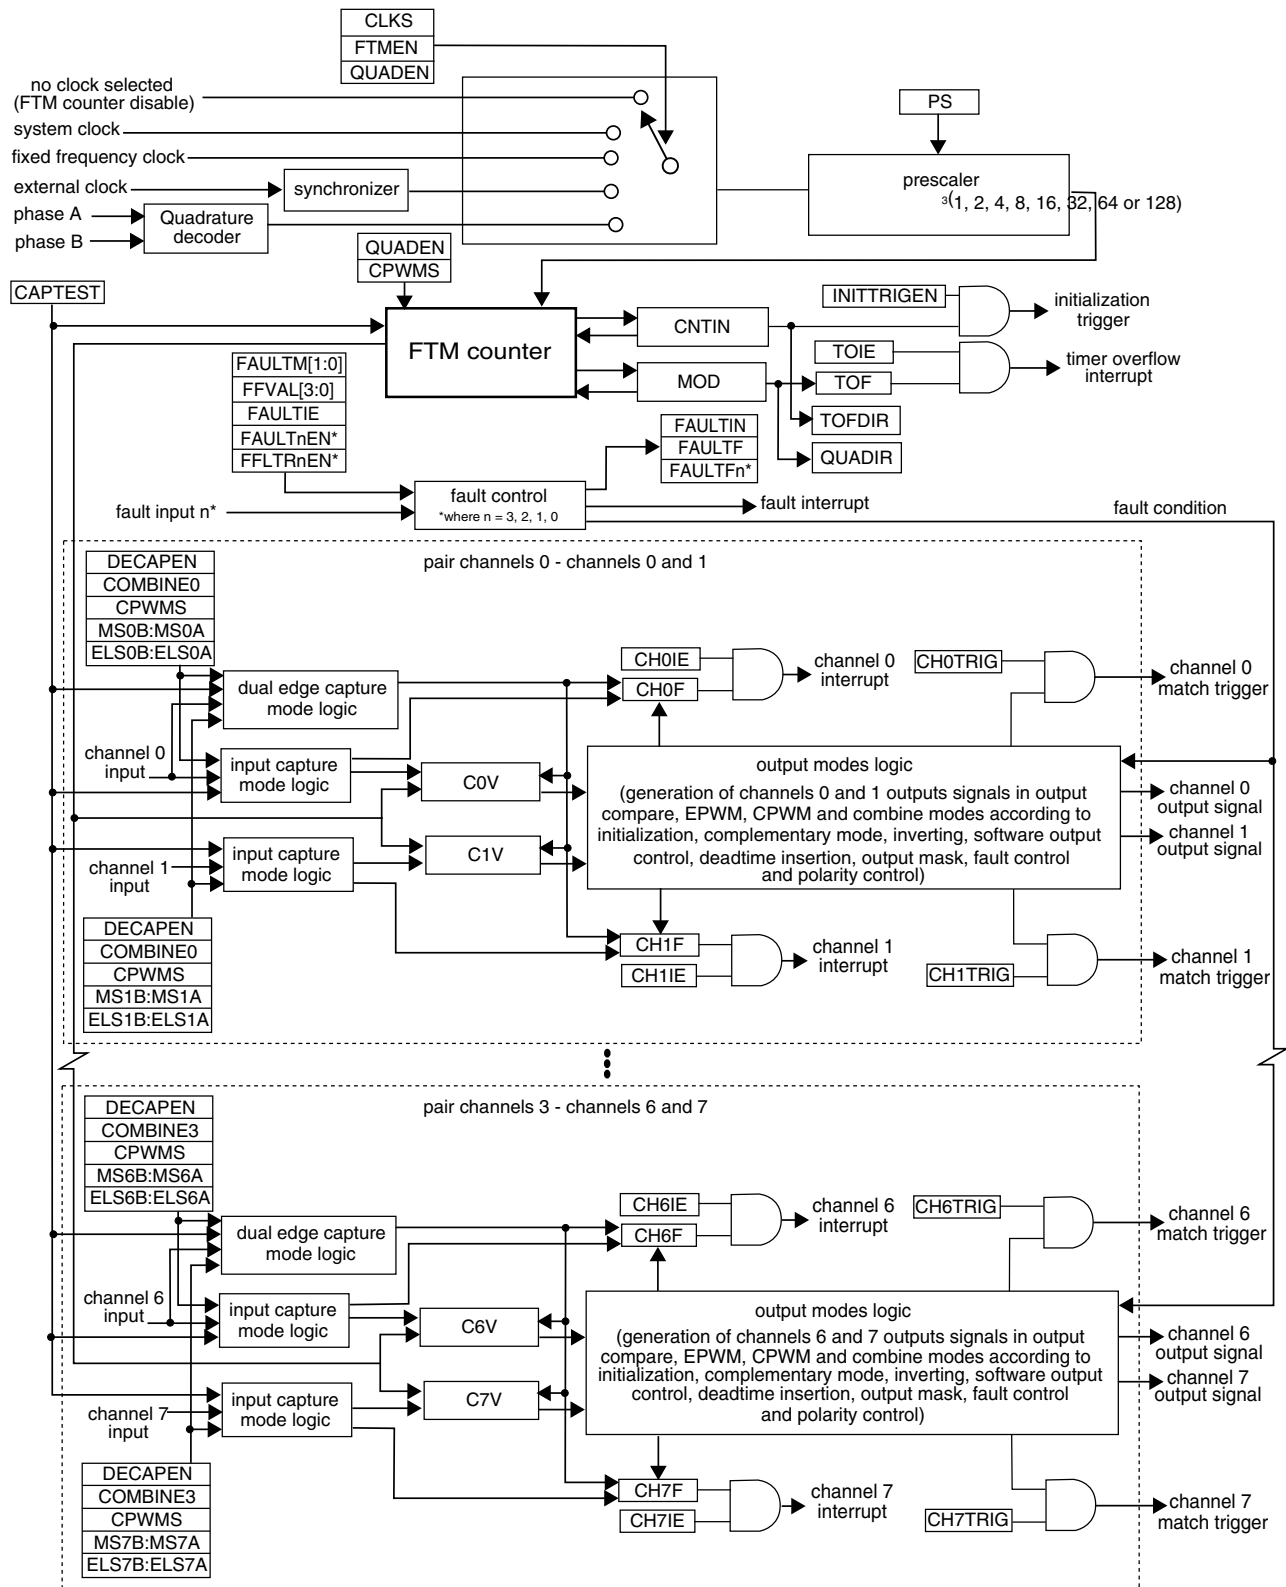 CLKS
FTMEN
QUADEN
no clock selected
(FTM counter disable)
system clock
fixed frequency clock
external clock
synchronizer
phase A
phase B
Quadrature
decoder
PS
prescaler
3(1, 2, 4, 8, 16, 32, 64 or 128)
QUADEN
CPWMS
CAPTEST
FTM counter
CNTIN
MOD
INITTRIGEN
initialization
trigger
TOIE
TOF
timer overflow
interrupt
TOFDIR
QUADIR
FAULTM[1:0]
FFVAL[3:0]
FAULTIE
FAULTnEN*
FFLTRnEN*
FAULTIN
FAULTF
FAULTFn*
fault input n*
fault control
*where n = 3, 2, 1, 0
fault interrupt
fault condition
pair channels 0 - channels 0 and 1
DECAPEN
COMBINE0
CPWMS
MS0B:MS0A
ELS0B:ELS0A
dual edge capture
mode logic
channel 0
input
input capture
mode logic
C0V
channel 1
input
input capture
mode logic
C1V
DECAPEN
COMBINE0
CPWMS
MS1B:MS1A
ELS1B:ELS1A
CH0IE
CH0F
channel 0
interrupt
CH0TRIG
channel 0
match trigger
output modes logic
(generation of channels 0 and 1 outputs signals in output
compare, EPWM, CPWM and combine modes according to
initialization, complementary mode, inverting, software output
control, deadtime insertion, output mask, fault control
and polarity control)
channel 0
output signal
channel 1
output signal
CH1F
CH1IE
channel 1
interrupt
CH1TRIG
channel 1
match trigger
pair channels 3 - channels 6 and 7
DECAPEN
COMBINE3
CPWMS
MS6B:MS6A
ELS6B:ELS6A
dual edge capture
mode logic
channel 6
input
input capture
mode logic
C6V
channel 7
input
input capture
mode logic
C7V
DECAPEN
COMBINE3
CPWMS
MS7B:MS7A
ELS7B:ELS7A
CH6IE
CH6F
channel 6
interrupt
CH6TRIG
channel 6
match trigger
output modes logic
(generation of channels 6 and 7 outputs signals in output
compare, EPWM, CPWM and combine modes according to
initialization, complementary mode, inverting, software output
control, deadtime insertion, output mask, fault control
and polarity control)
channel 6
output signal
channel 7
output signal
CH7F
CH7IE
channel 7
interrupt
CH7TRIG
channel 7
match trigger